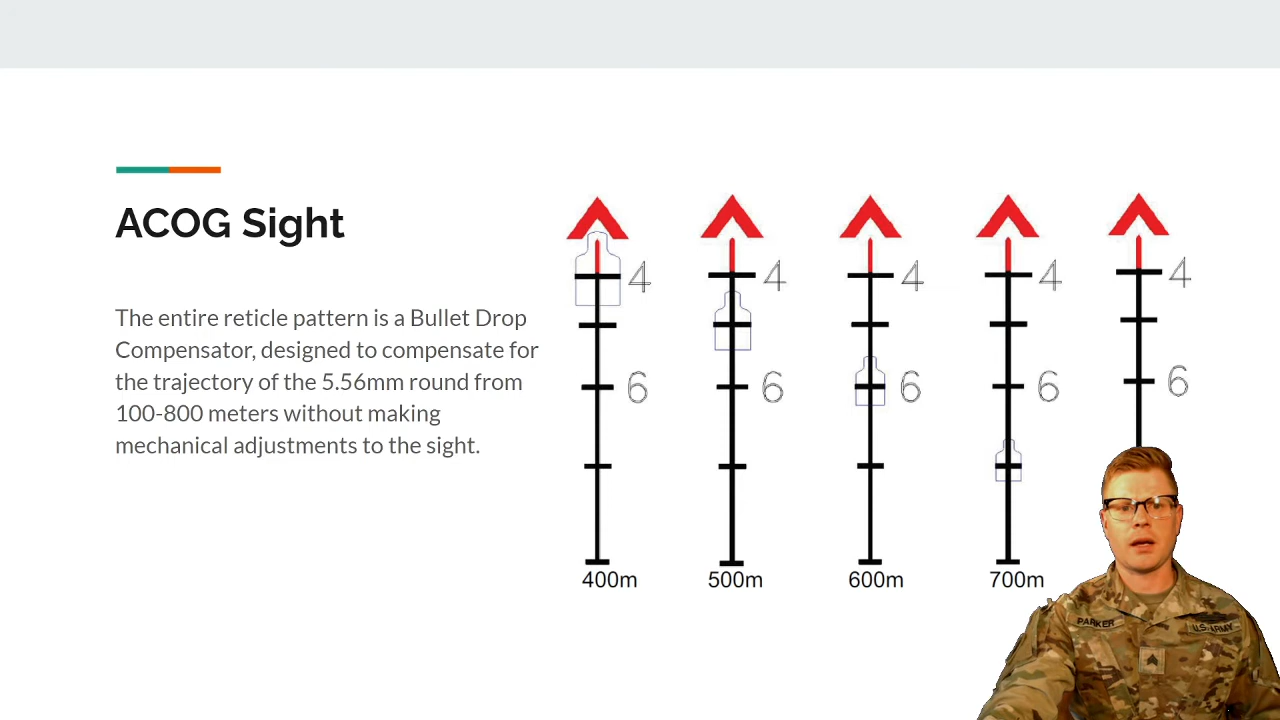 ACOG Sight
The entire reticle pattern is a Bullet Drop
Compensator, designed to compensate for
the trajectory of the 5.56mm round from
100-800 meters without making
mechanical adjustments to the sight.
4 4 4 4 4
6 6 6 6 6
400m 500m 600m 700m
PARKER U.S. ARMY